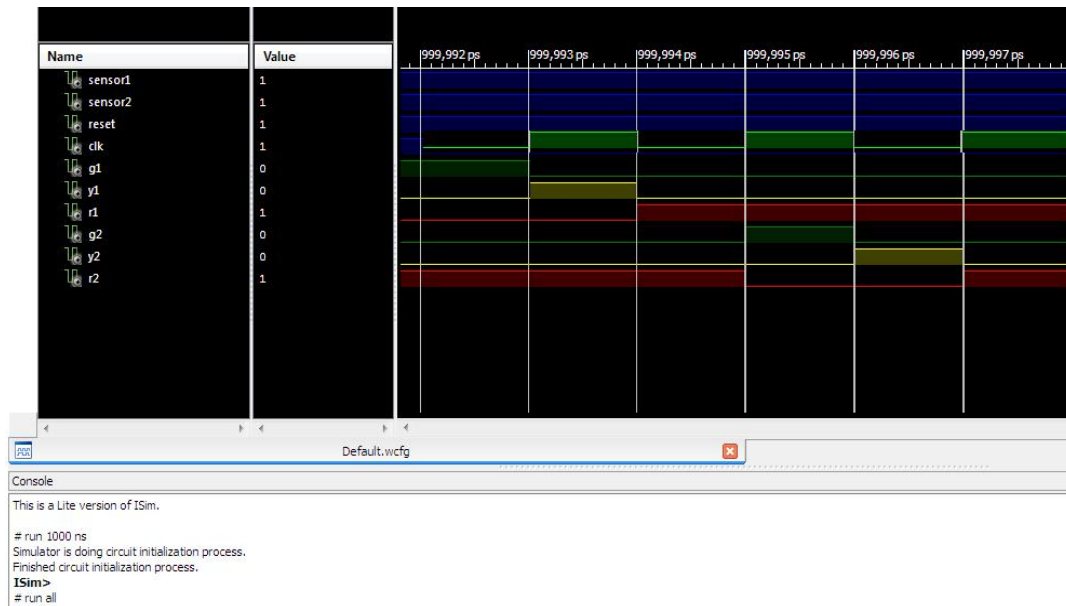 Name Value 999,992 ps 999,993 ps 999,994 ps 999,995 ps 999,996 ps 999,997 ps
sensor1 1
sensor2 1
reset 1
clk 1
g1 0
y1 0
r1 1
g2 0
y2 0
r2 1
Default.wcfg
Console
This is a Lite version of ISim.
# run 1000 ns
Simulator is doing circuit initialization process.
Finished circuit initialization process.
ISim>
# run all